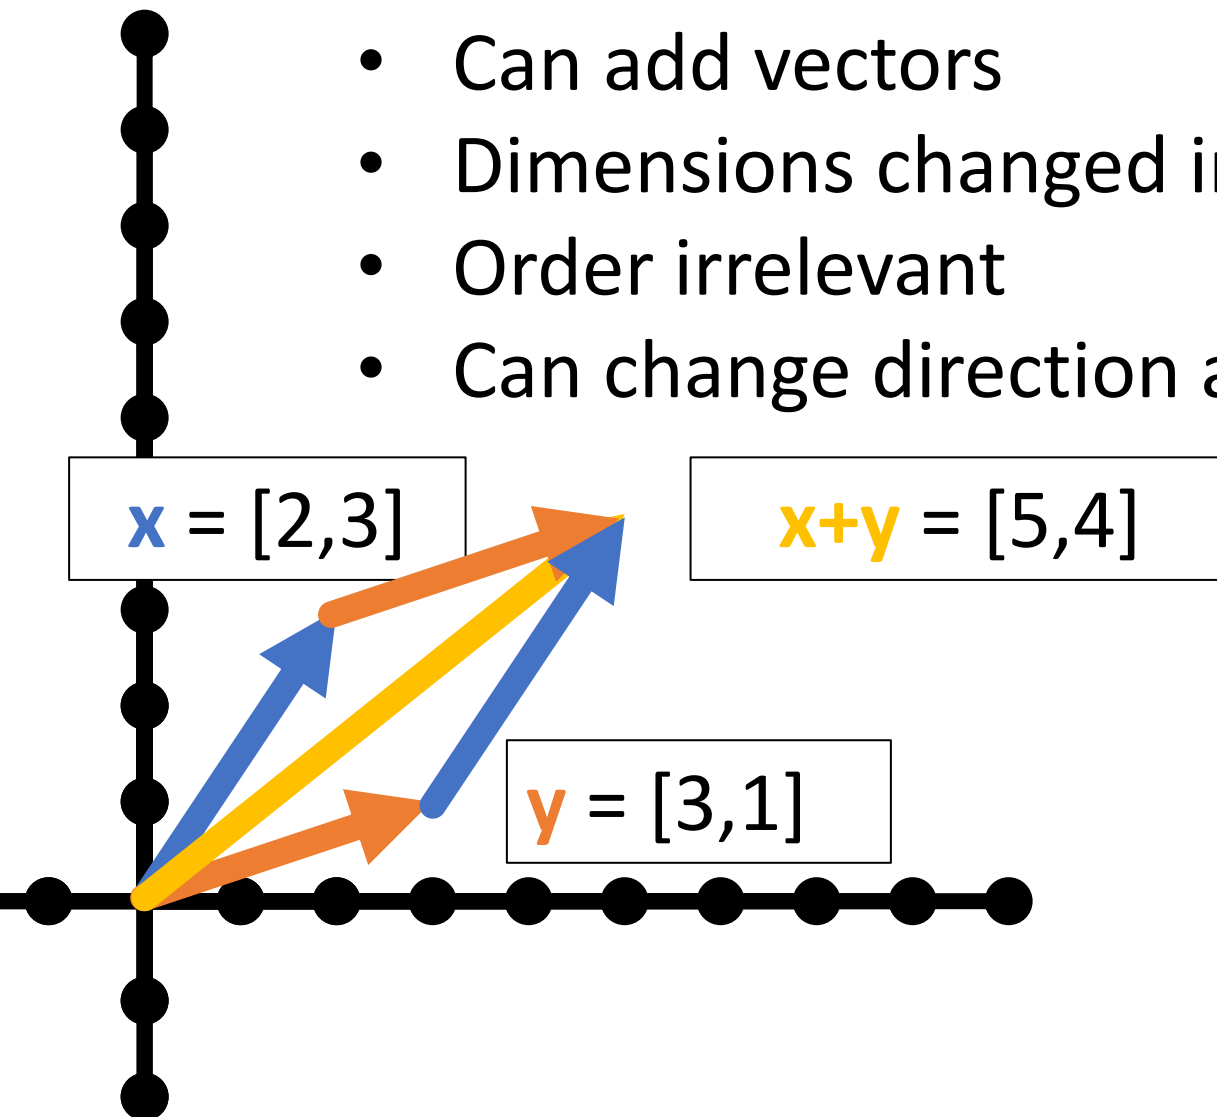 • Can add vectors
• Dimensions changed
• Order irrelevant
• Can change direction
x = [2,3]
x+y = [5,4]
y = [3,1]